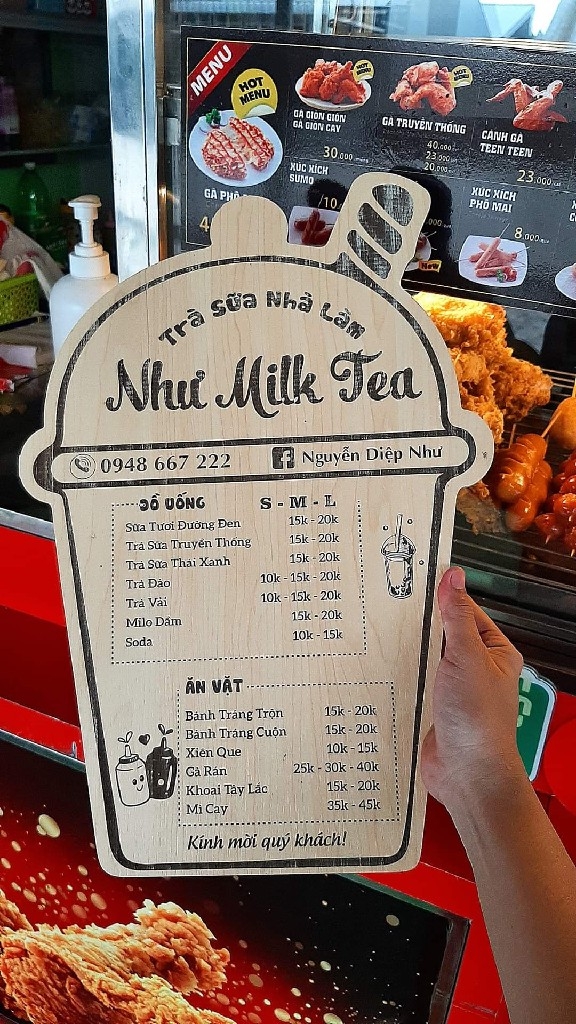 MENU
HOT MENU
GÀ GIÒN GIÒN
GÀ GIÒN CAY
30.000
HOT MENU
GÀ TRUYỀN THỐNG
40.000
23.000
20.000
CÁNH GÀ
TEEN TEEN
23.000
XÚC XÍCH
SUMO
XÚC XÍCH
PHÔ MAI
8.000
New
Trà Sữa Nhà Làm
Như Milk Tea
0948 667 222
f Nguyễn Diệp Như
ĐỒ UỐNG S - M - L
Sữa Tươi Đường Đen 15k - 20k
Trà Sữa Truyền Thống 15k - 20k
Trà Sữa Thái Xanh 15k - 20k
Trà Đào 10k - 15k - 20k
Trà Vải 10k - 15k - 20k
Milo Dầm 15k - 20k
Soda 10k - 15k
ĂN VẶT
Bánh Tráng Trộn 15k - 20k
Bánh Tráng Cuộn 15k - 20k
Xiên Que 10k - 15k
Gà Rán 25k - 30k - 40k
Khoai Tây Lắc 15k - 20k
Mì Cay 35k - 45k
Kính mời quý khách!